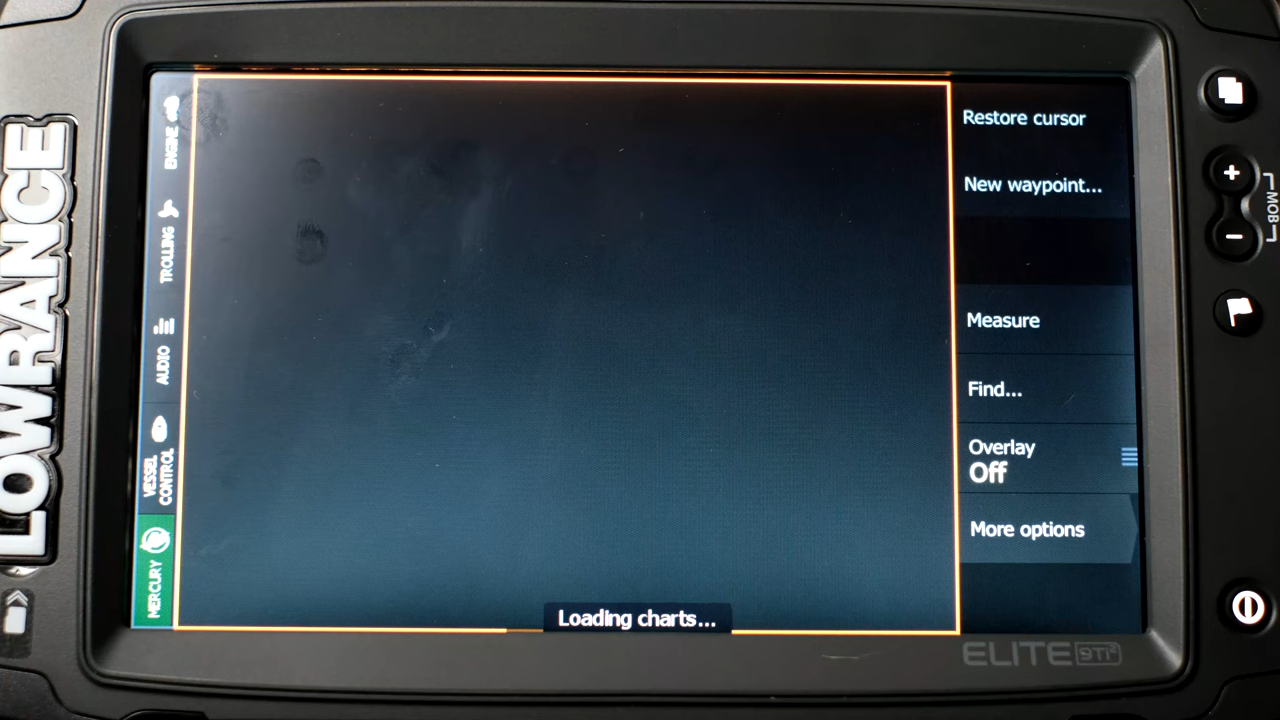 LOWRANCE
ENGINE
TROLLING
AUDIO
VESSEL
CONTROL
MERCURY
Loading charts...
Restore cursor
New waypoint...
Measure
Find...
Overlay
Off
More options
ELITE 9Ti²
+
MOB
−